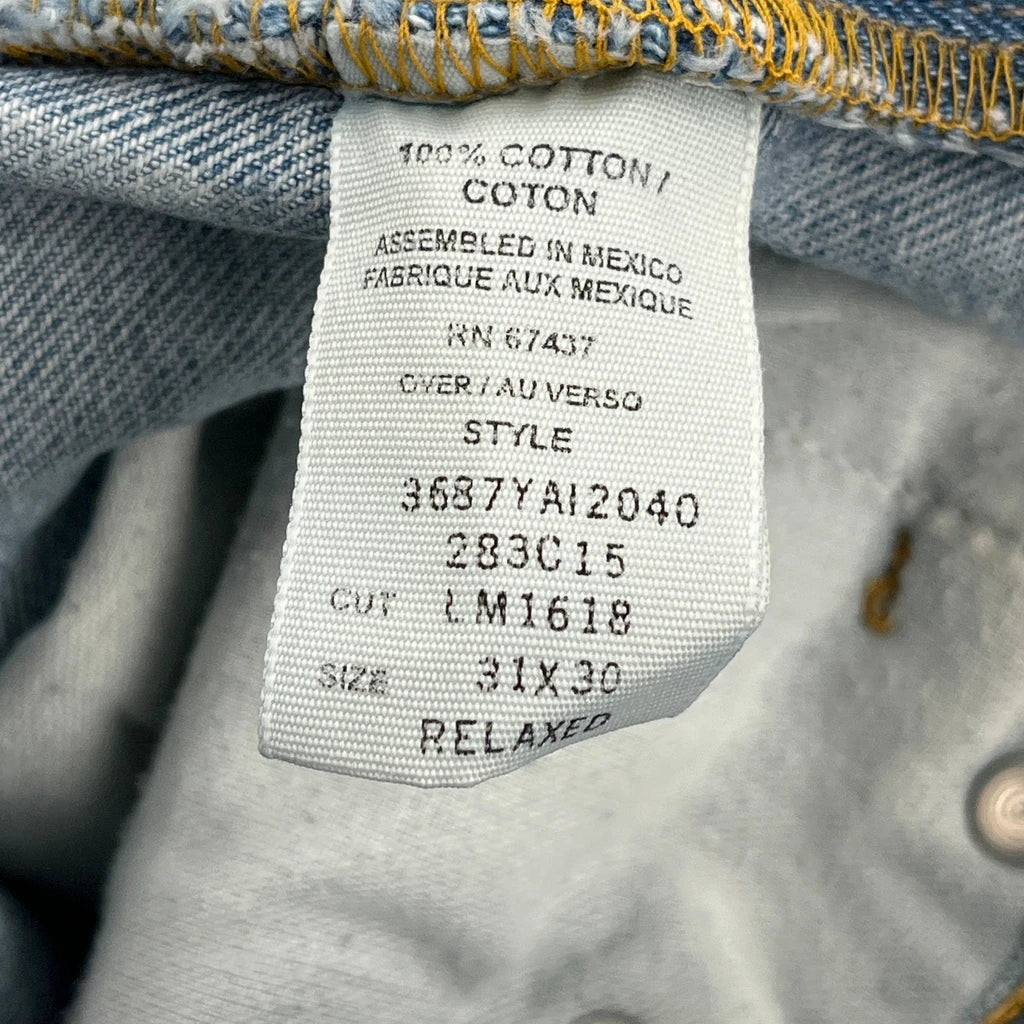 100% COTTON /
COTON
ASSEMBLED IN MEXICO
FABRIQUE AUX MEXIQUE
RN 67437
OVER / AU VERSO
STYLE
3687YAI2040
283C15
CUT LM1618
SIZE 31X30
RELAXED